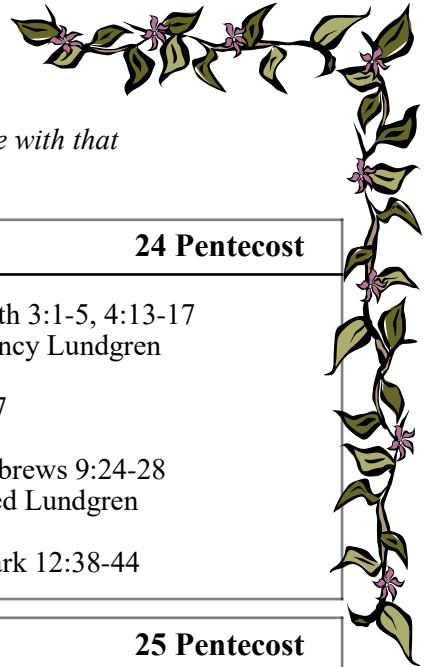 e with that
24 Pentecost
th 3:1-5, 4:13-17
ncy Lundgren
7
brews 9:24-28
ed Lundgren
ark 12:38-44
25 Pentecost